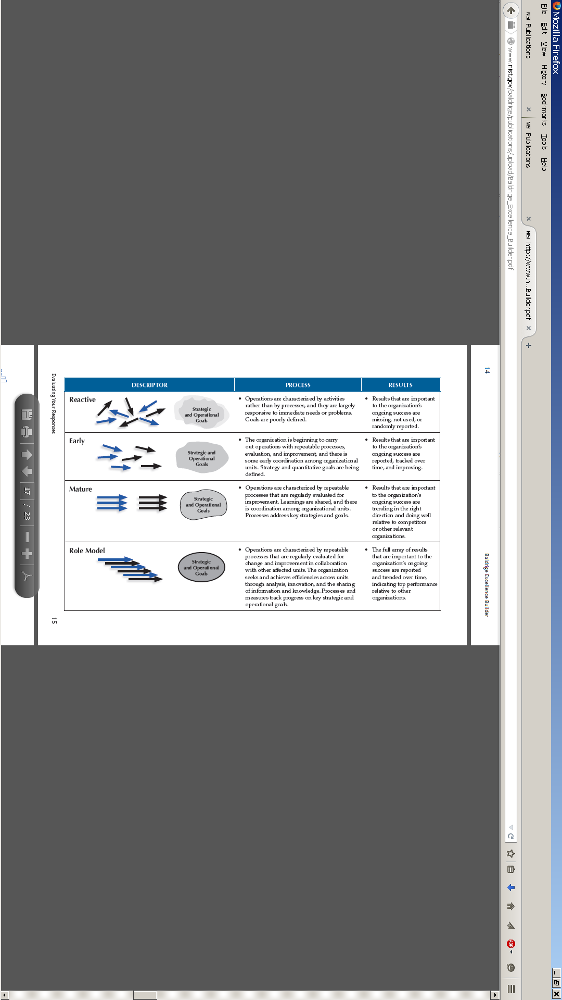 Mozilla Firefox
File Edit View History Bookmarks Tools Help
NIST Publications × NIST Publications × NIST http://www.n...Builder.pdf × +
www.nist.gov/baldrige/publications/upload/Baldrige_Excellence_Builder.pdf
ABP
14
Baldrige Excellence Builder
DESCRIPTOR PROCESS RESULTS
Reactive
Strategic
and Operational
Goals
• Operations are characterized by activities
rather than by processes, and they are largely
responsive to immediate needs or problems.
Goals are poorly defined.
• Results that are important
to the organization's
ongoing success are
missing, not used, or
randomly reported.
Early
Strategic and
Operational
Goals
• The organization is beginning to carry
out operations with repeatable processes,
evaluation, and improvement, and there is
some early coordination among organizational
units. Strategy and quantitative goals are being
defined.
• Results that are important
to the organization's
ongoing success are
reported, tracked over
time, and improving.
Mature
Strategic
and Operational
Goals
• Operations are characterized by repeatable
processes that are regularly evaluated for
improvement. Learnings are shared, and there
is coordination among organizational units.
Processes address key strategies and goals.
• Results that are important
to the organization's
ongoing success are
trending in the right
direction and doing well
relative to competitors
or other relevant
organizations.
Role Model
Strategic
and Operational
Goals
• Operations are characterized by repeatable
processes that are regularly evaluated for
change and improvement in collaboration
with other affected units. The organization
seeks and achieves efficiencies across units
through analysis, innovation, and the sharing
of information and knowledge. Processes and
measures track progress on key strategic and
operational goals.
• The full array of results
that are important to the
organization's ongoing
success are reported
and trended over time,
indicating top performance
relative to other
organizations.
Evaluating Your Responses
15
17 / 23